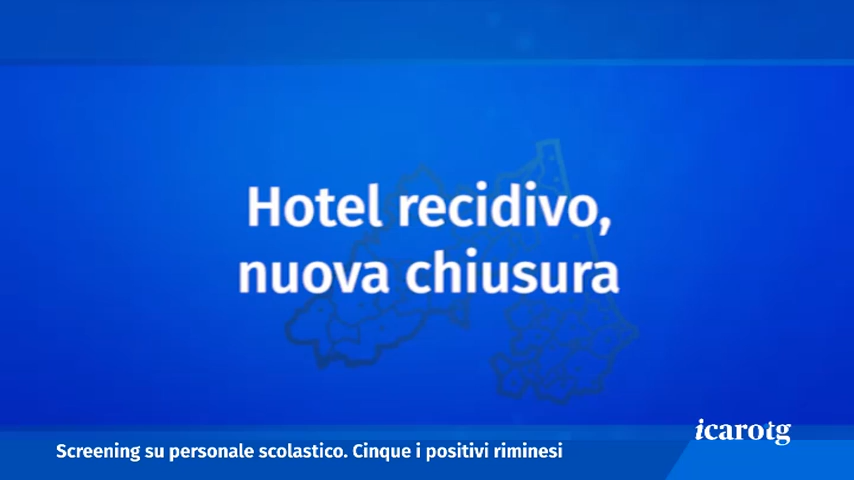 Hotel recidivo,
nuova chiusura
icarotg
Screening su personale scolastico. Cinque i positivi riminesi